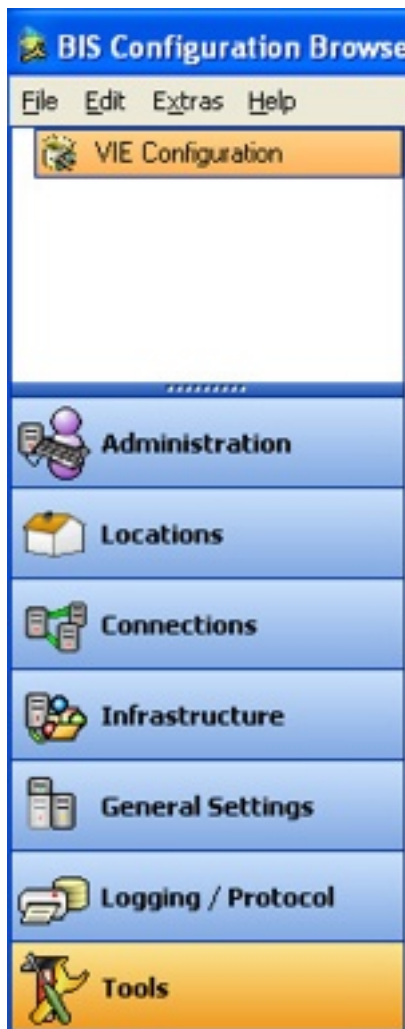 BIS Configuration Browse
File Edit Extras Help
VIE Configuration
Administration
Locations
Connections
Infrastructure
General Settings
Logging / Protocol
Tools